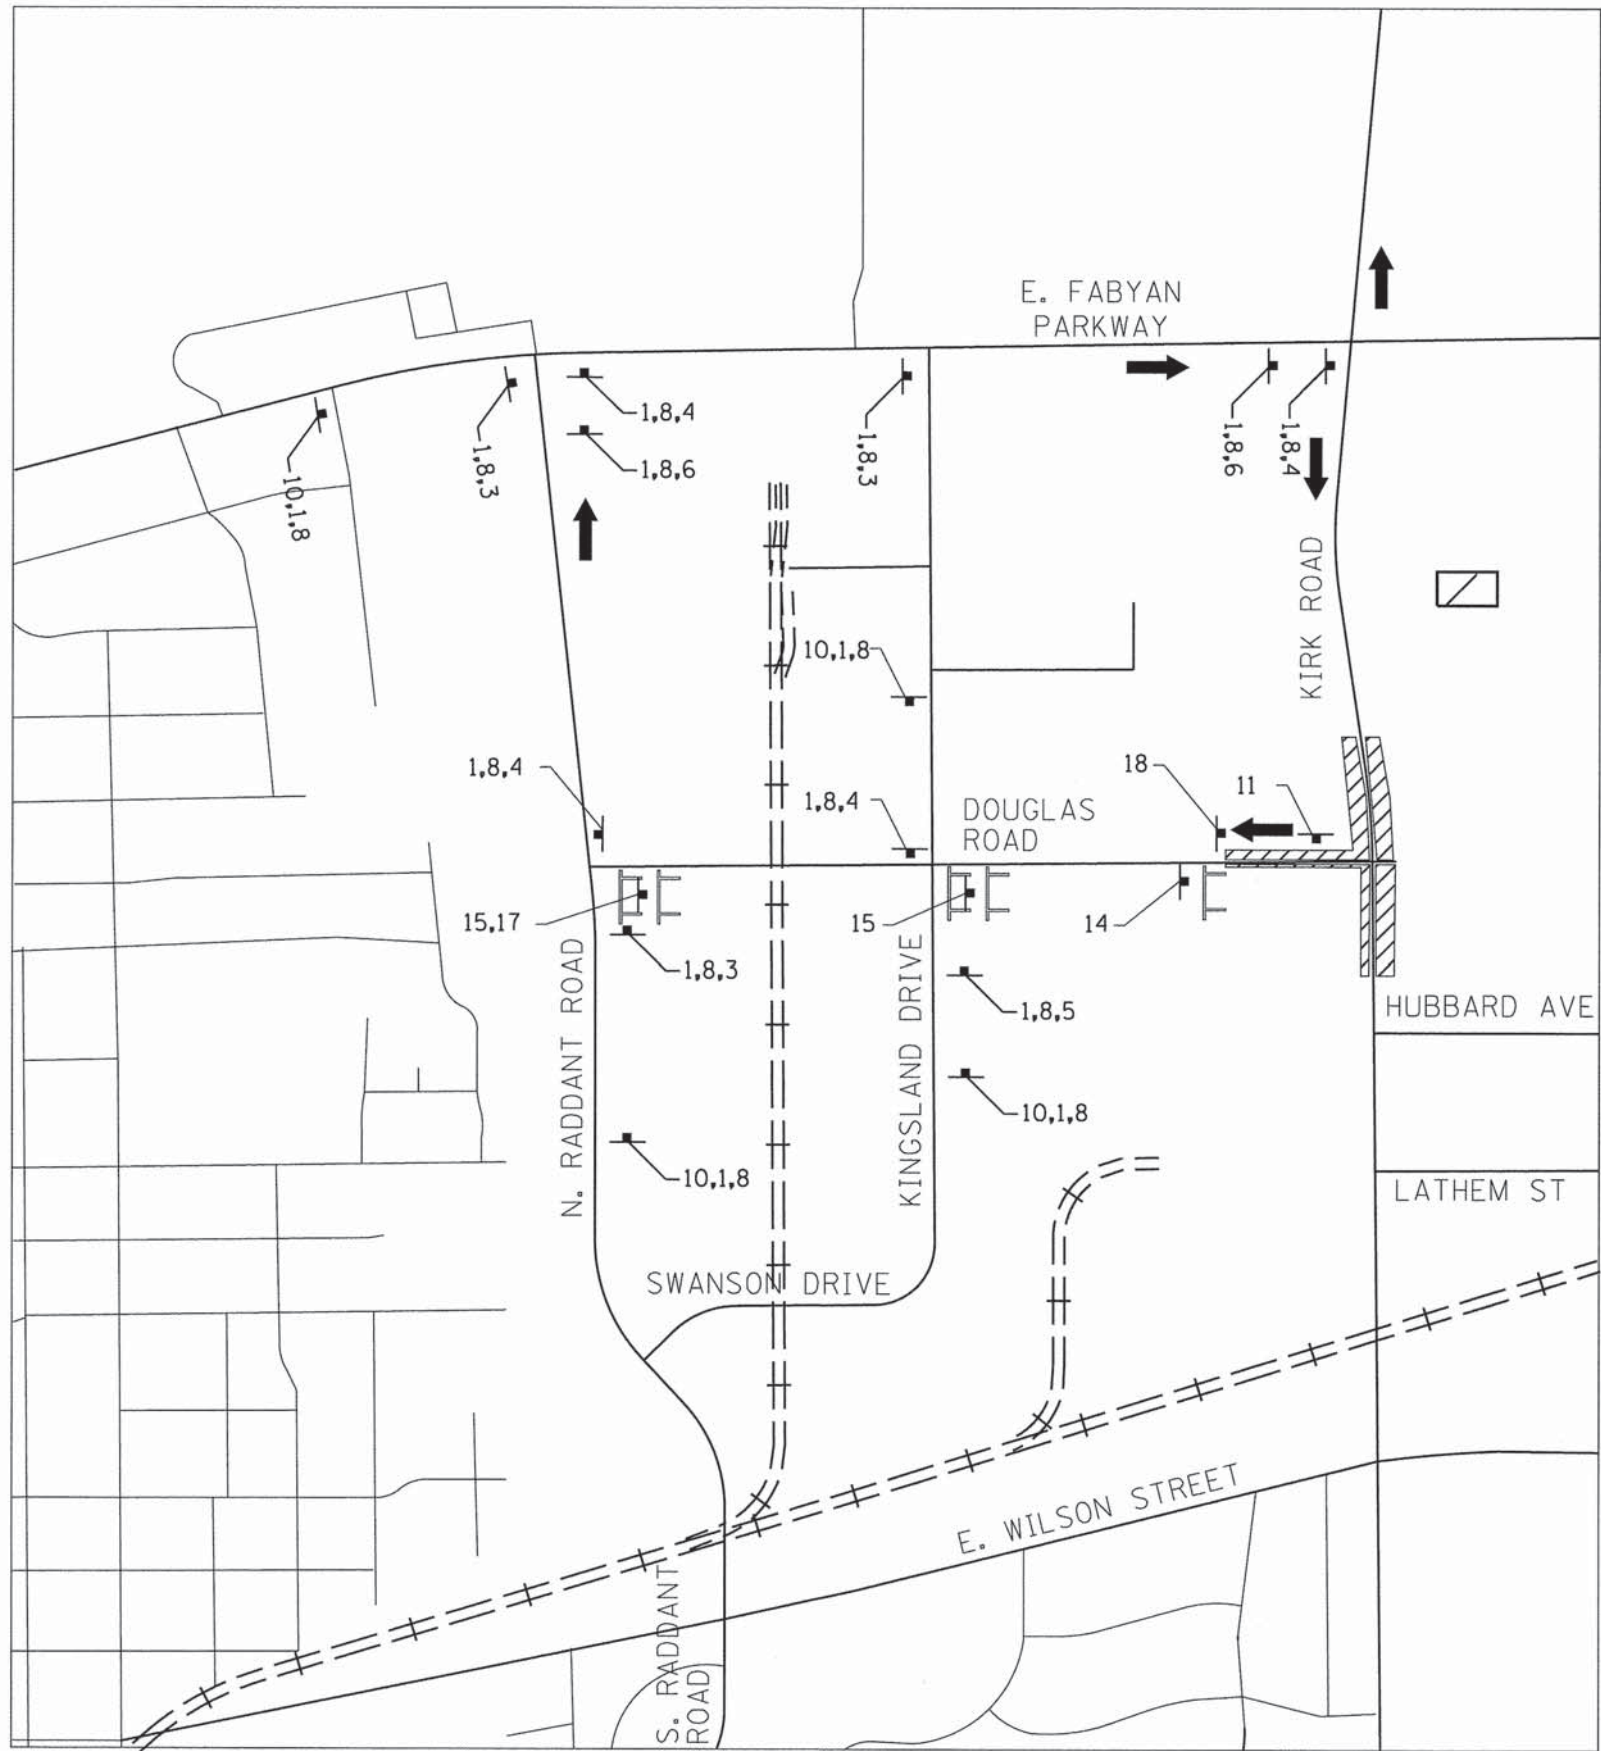 E. FABYAN
PARKWAY
1,8,4
1,8,6
1,8,3
10,1,8
1,8,3
1,8,6
1,8,4
KIRK ROAD
10,1,8
1,8,4
1,8,4
DOUGLAS
ROAD
18
11
15,17
15
14
1,8,3
1,8,5
N. RADDANT ROAD
KINGSLAND DRIVE
HUBBARD AVE
10,1,8
10,1,8
LATHEM ST
SWANSON DRIVE
E. WILSON STREET
S. RADDANT
ROAD